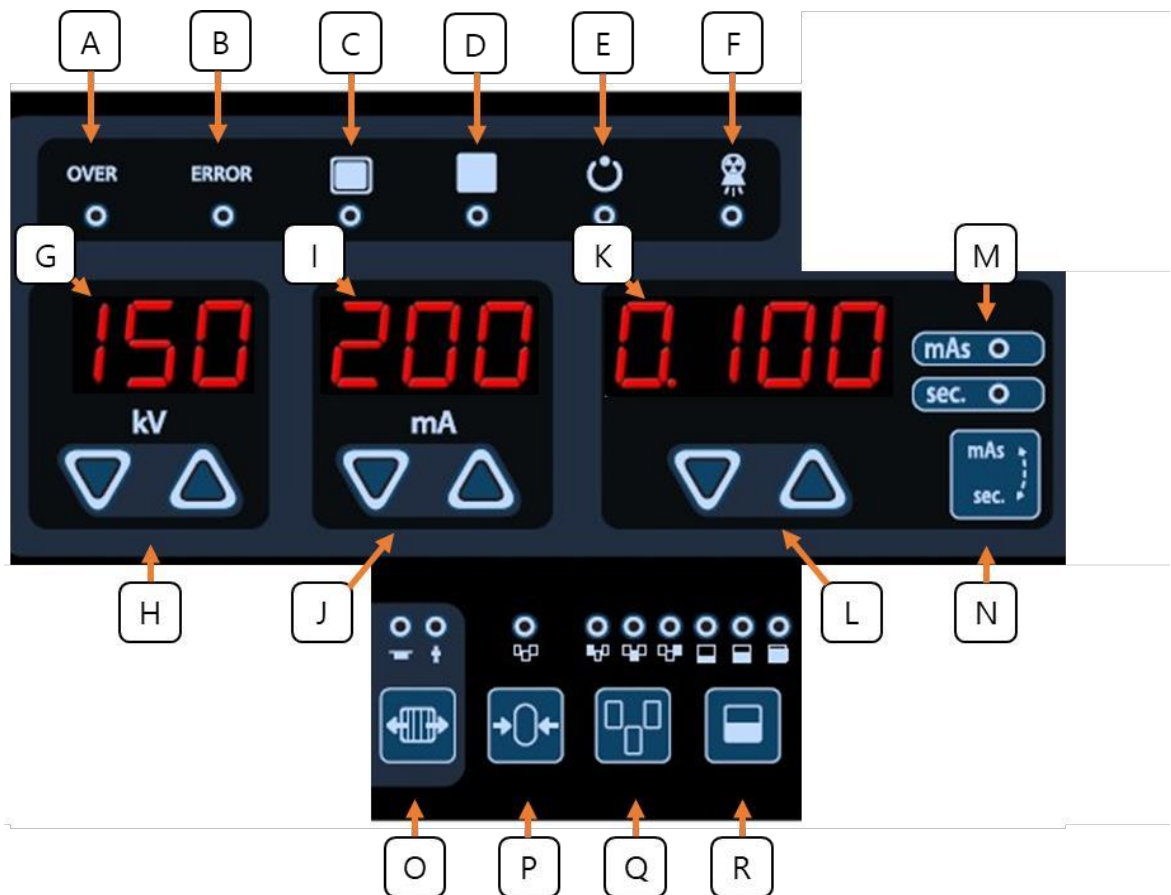 A B C D E F
OVER ERROR
G I K M
150 200 0.100
mAs
sec.
kV mA
mAs
sec.
H J L N
O P Q R